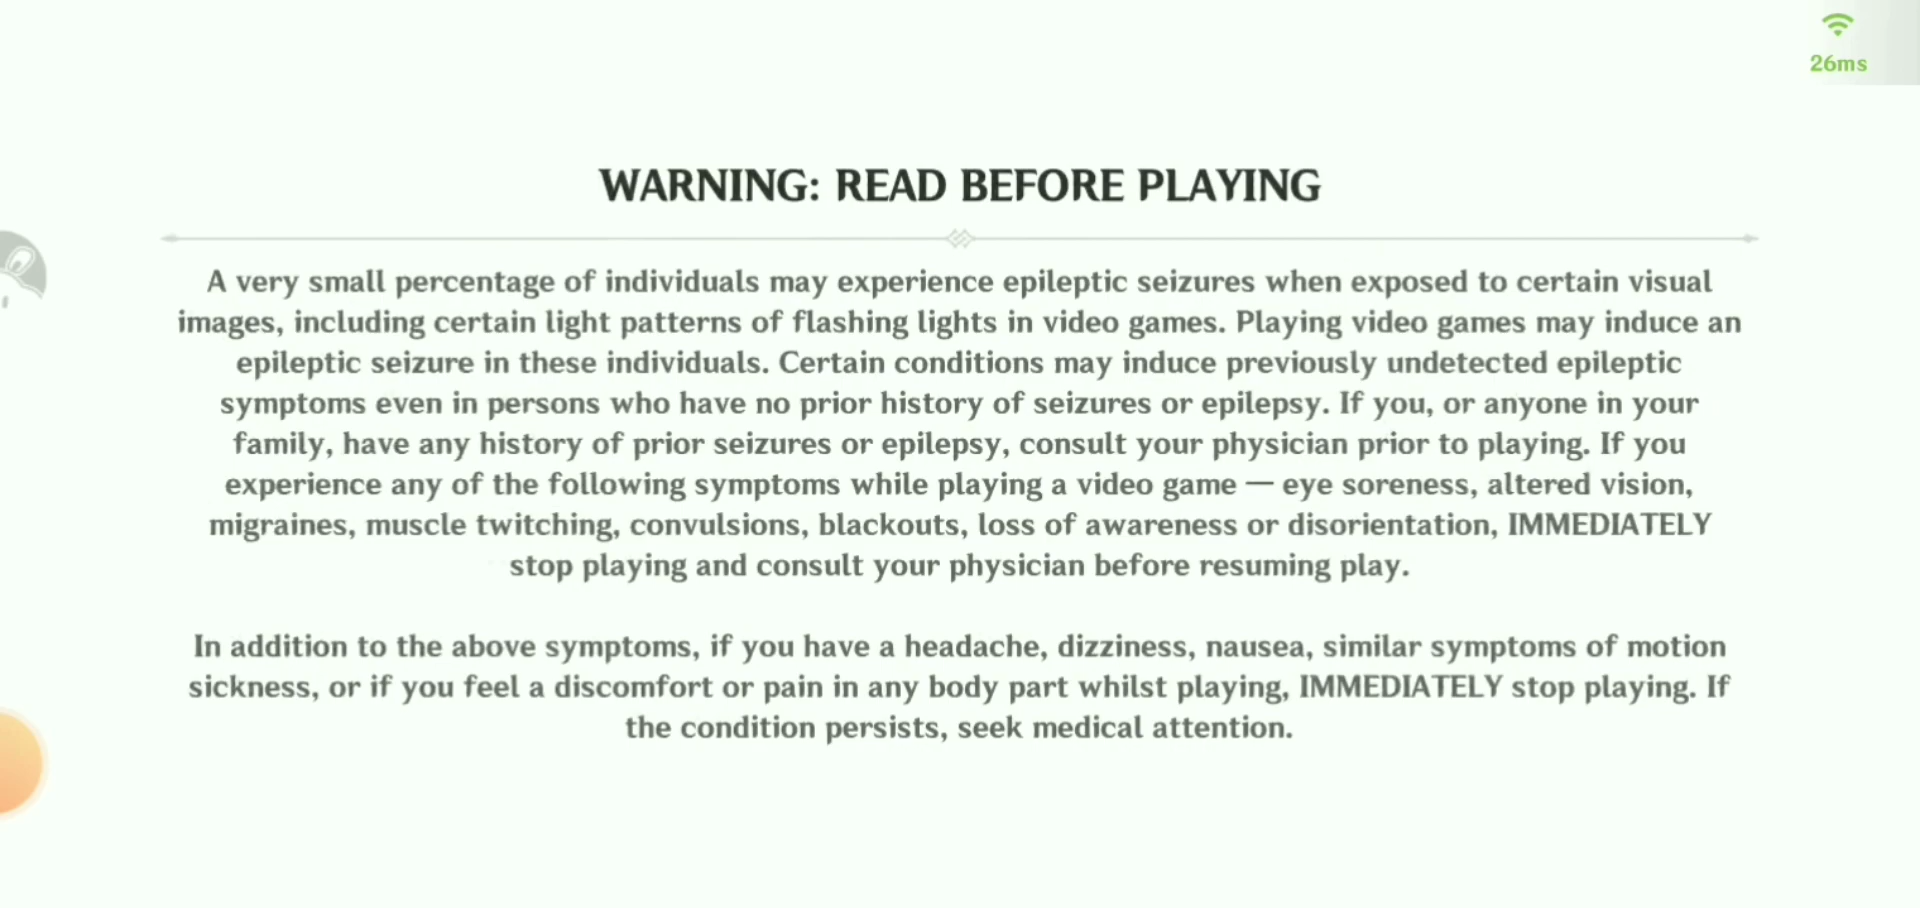 26ms
WARNING: READ BEFORE PLAYING
A very small percentage of individuals may experience epileptic seizures when exposed to certain visual
images, including certain light patterns of flashing lights in video games. Playing video games may induce an
epileptic seizure in these individuals. Certain conditions may induce previously undetected epileptic
symptoms even in persons who have no prior history of seizures or epilepsy. If you, or anyone in your
family, have any history of prior seizures or epilepsy, consult your physician prior to playing. If you
experience any of the following symptoms while playing a video game — eye soreness, altered vision,
migraines, muscle twitching, convulsions, blackouts, loss of awareness or disorientation, IMMEDIATELY
stop playing and consult your physician before resuming play.
In addition to the above symptoms, if you have a headache, dizziness, nausea, similar symptoms of motion
sickness, or if you feel a discomfort or pain in any body part whilst playing, IMMEDIATELY stop playing. If
the condition persists, seek medical attention.